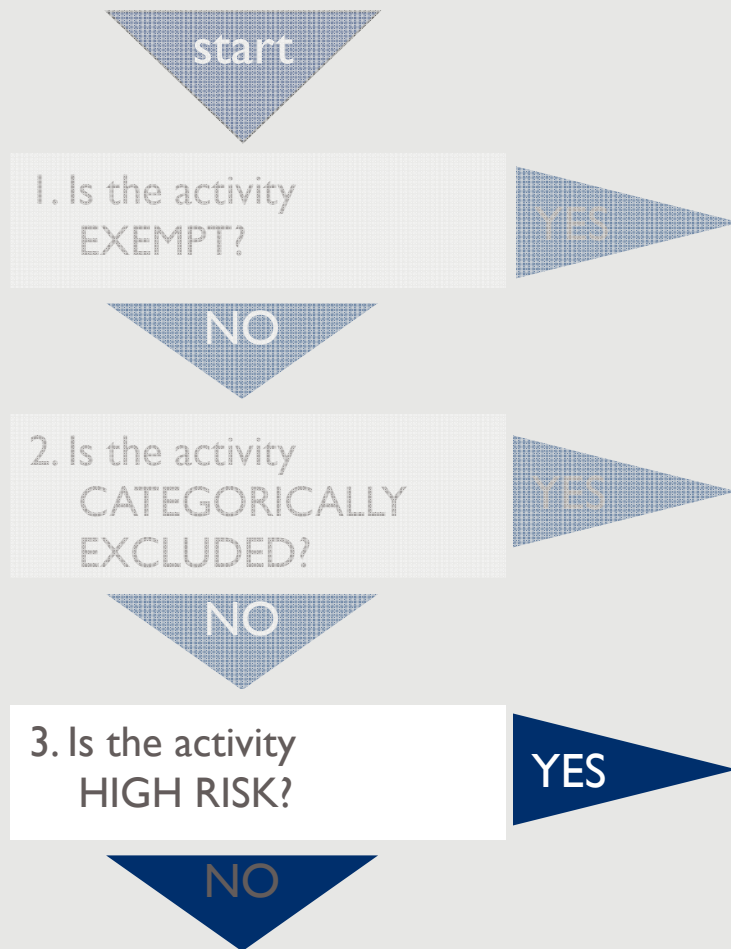 start
1. Is the activity
EXEMPT?
YES
NO
2. Is the activity
CATEGORICALLY
EXCLUDED?
YES
NO
3. Is the activity
HIGH RISK?
YES
NO